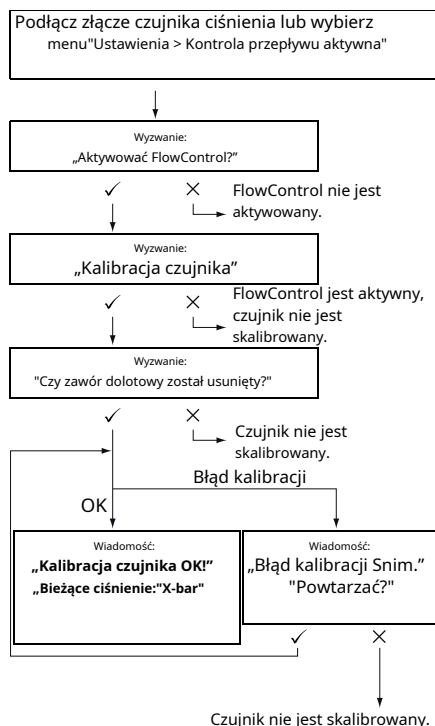 Podłącz złącze czujnika ciśnienia lub wybierz
menu"Ustawienia > Kontrola przepływu aktywna"
Wyzwanie:
„Aktywować FlowControl?”
✓ ✕ FlowControl nie jest
aktywowany.
Wyzwanie:
„Kalibracja czujnika”
✓ ✕ FlowControl jest aktywny,
czujnik nie jest
skalibrowany.
Wyzwanie:
"Czy zawór dolotowy został usunięty?"
✓ ✕ Czujnik nie jest
skalibrowany.
Błąd kalibracji
OK
Wiadomość:
„Kalibracja czujnika OK!”
„Bieżące ciśnienie:"X-bar"
Wiadomość:
„Błąd kalibracji Snim.”
"Powtarzać?"
✓ ✕
Czujnik nie jest skalibrowany.